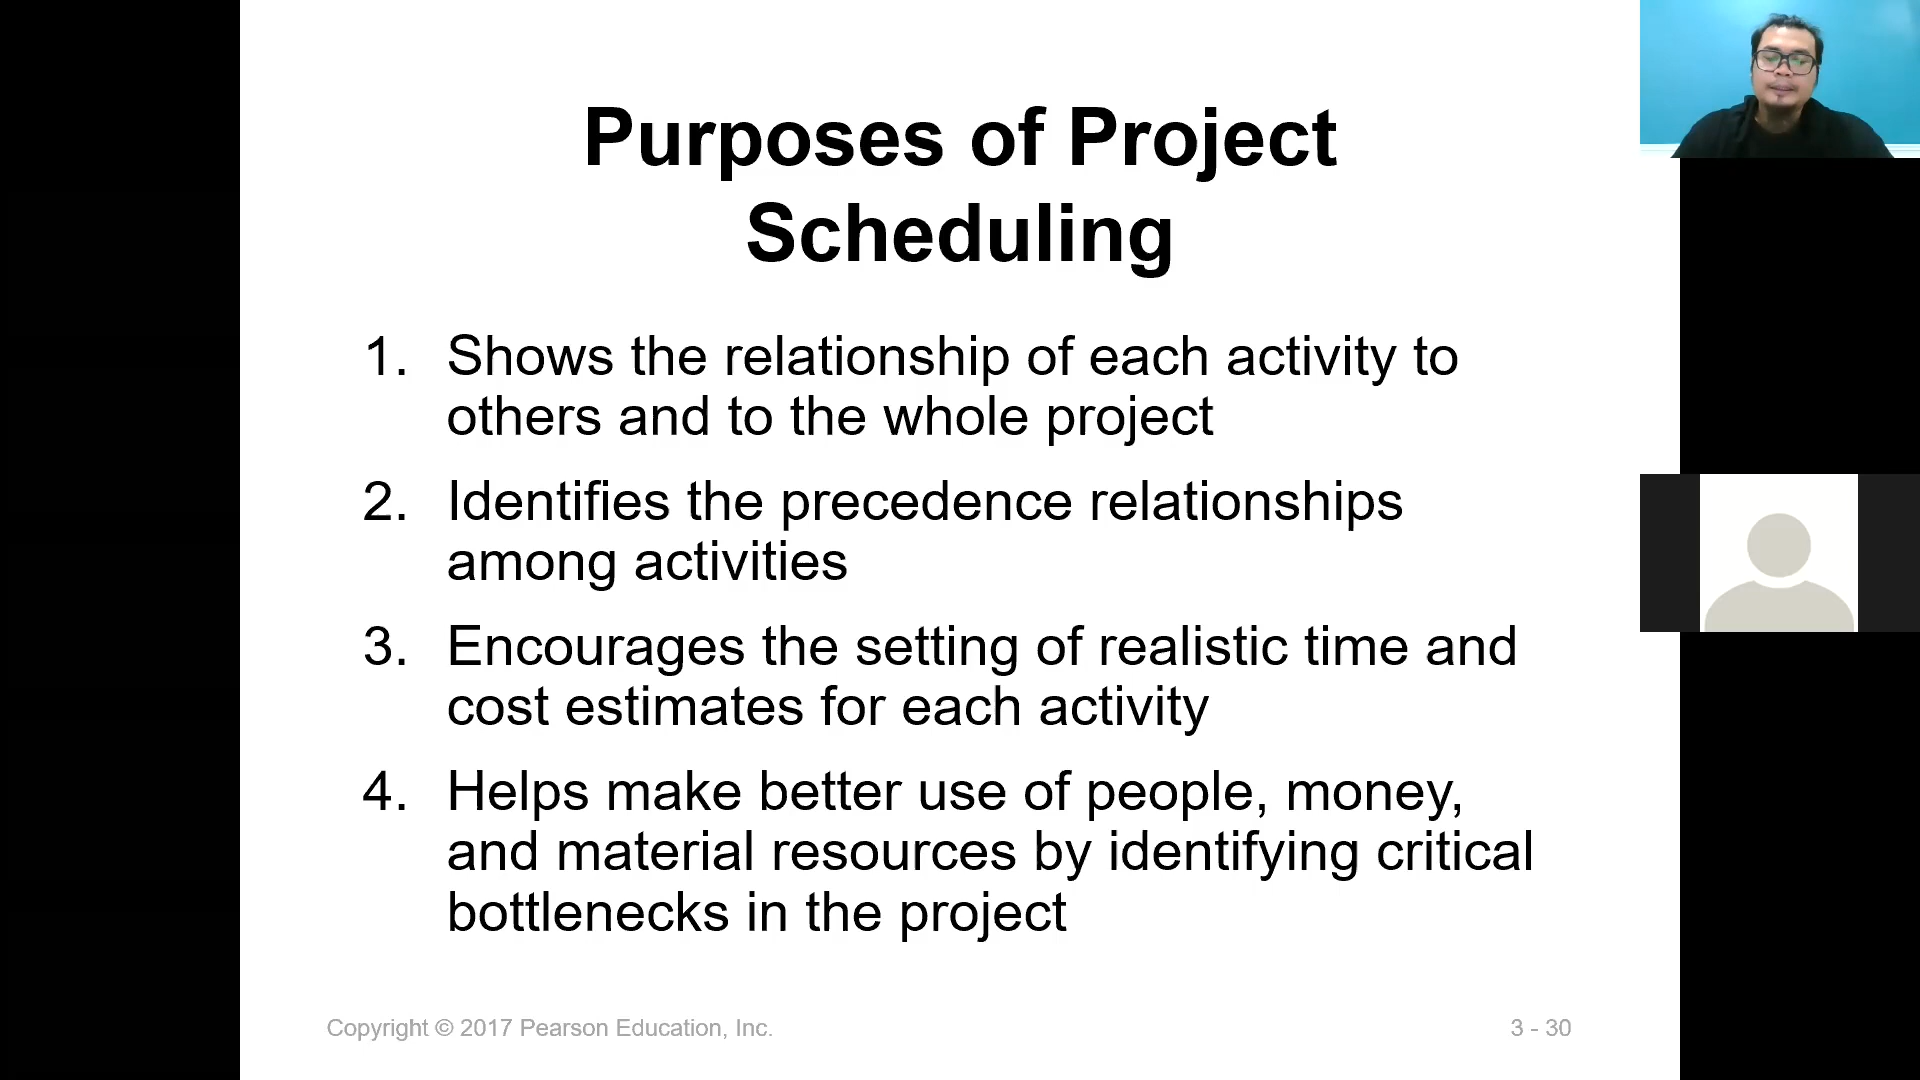 Purposes of Project
Scheduling
1. Shows the relationship of each activity to
others and to the whole project
2. Identifies the precedence relationships
among activities
3. Encourages the setting of realistic time and
cost estimates for each activity
4. Helps make better use of people, money,
and material resources by identifying critical
bottlenecks in the project
Copyright © 2017 Pearson Education, Inc.
3 - 30